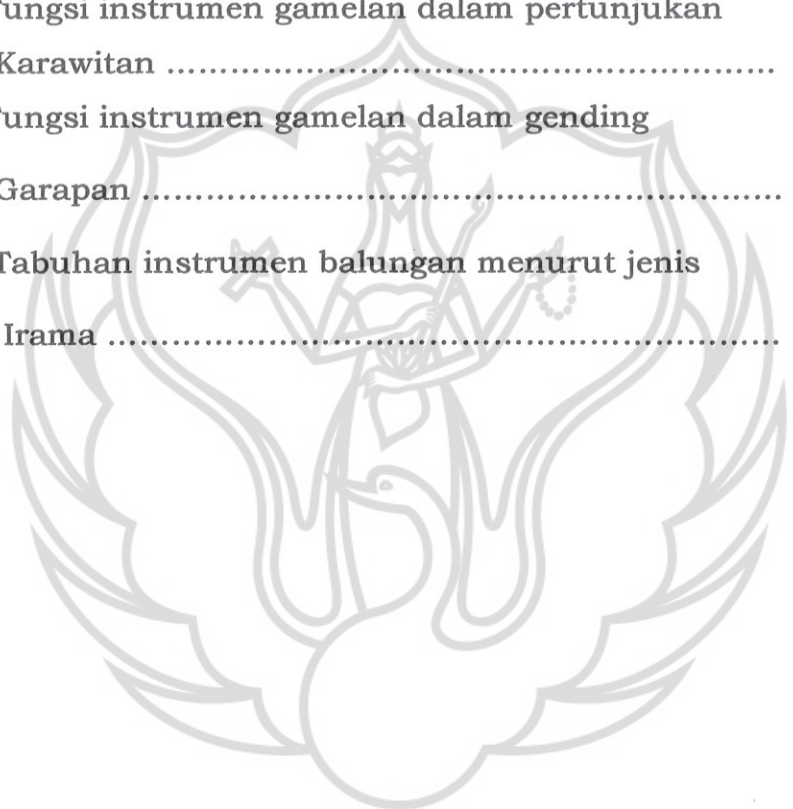 ungsi instrumen gamelan dalam pertunjukan
Karawitan ........................................................
ungsi instrumen gamelan dalam gending
Garapan ...........................................................
Tabuhan instrumen balungan menurut jenis
Irama ..............................................................